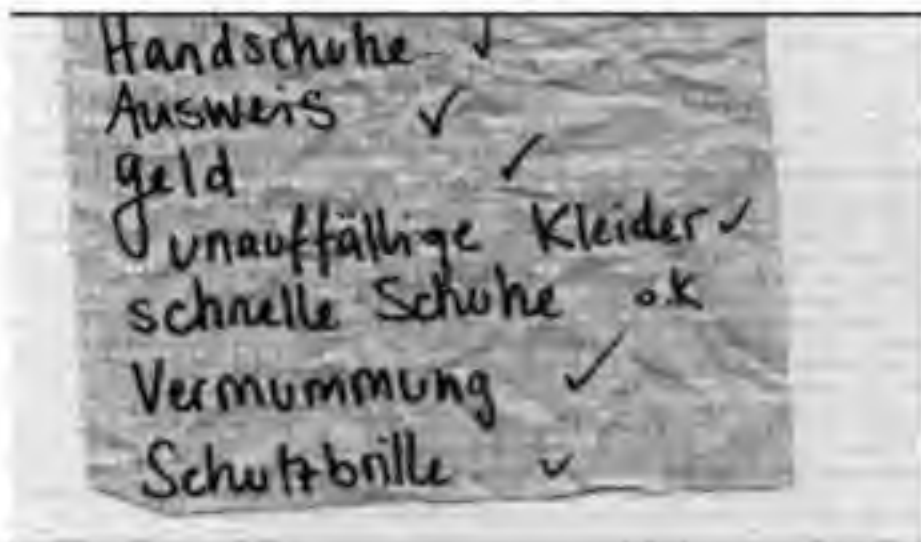 Handschuhe ✓
Ausweis ✓
geld ✓
unauffällige Kleider ✓
schnelle Schuhe o.k
Vermummung ✓
Schutzbrille ✓